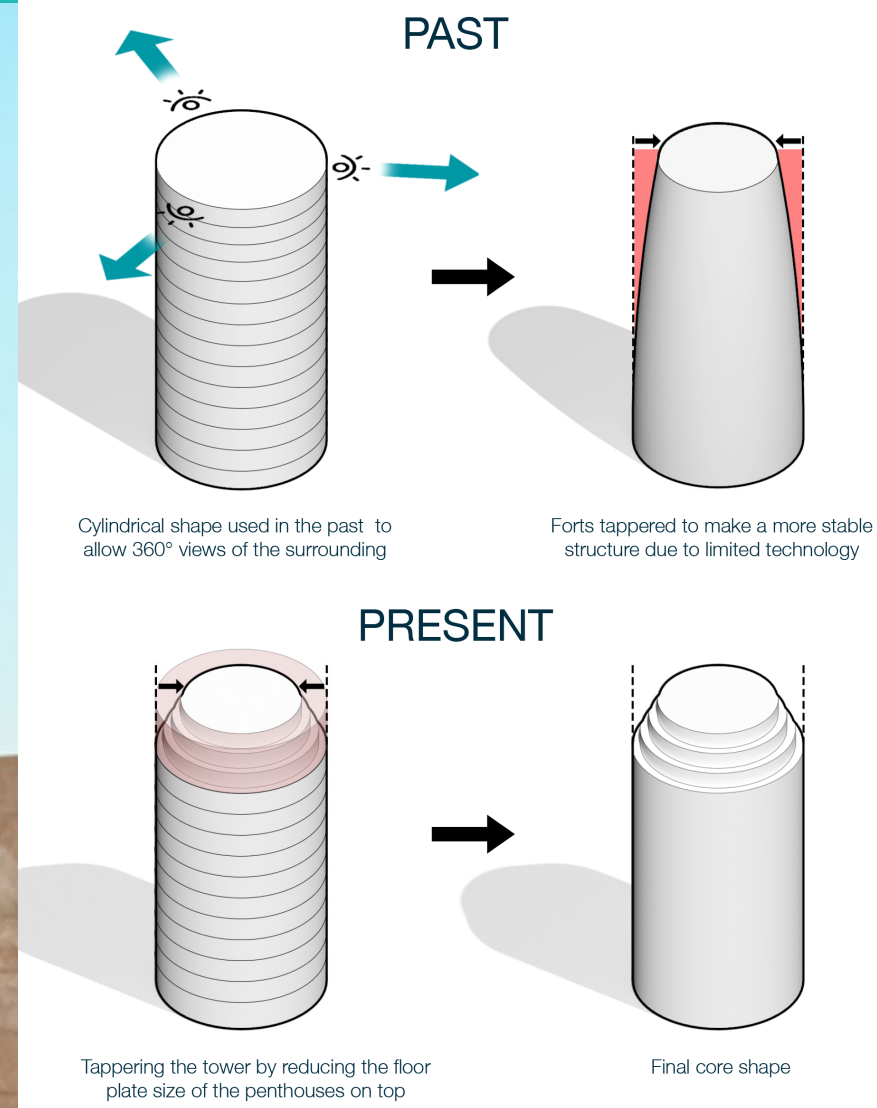 PAST
Cylindrical shape used in the past to
allow 360° views of the surrounding
Forts tappered to make a more stable
structure due to limited technology
PRESENT
Tappering the tower by reducing the floor
plate size of the penthouses on top
Final core shape